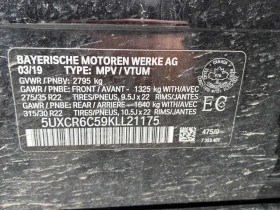 BAYERISCHE MOTOREN WERKE AG
03/19 TYPE: MPV / VTUM
GVWR / PNBV: 2795 kg
GAWR / PNBE: FRONT / AVANT - 1325 kg WITH/AVEC
275/35 R22 TIRES/PNEUS, 9.5J x 22 RIMS/JANTES
GAWR / PNBE: REAR / ARRIERE - 1640 kg WITH/AVEC
315/30 R22 TIRES/PNEUS, 10.5J x 22 RIMS/JANTES
5UXCR6C59KLL21175
EC
475/9